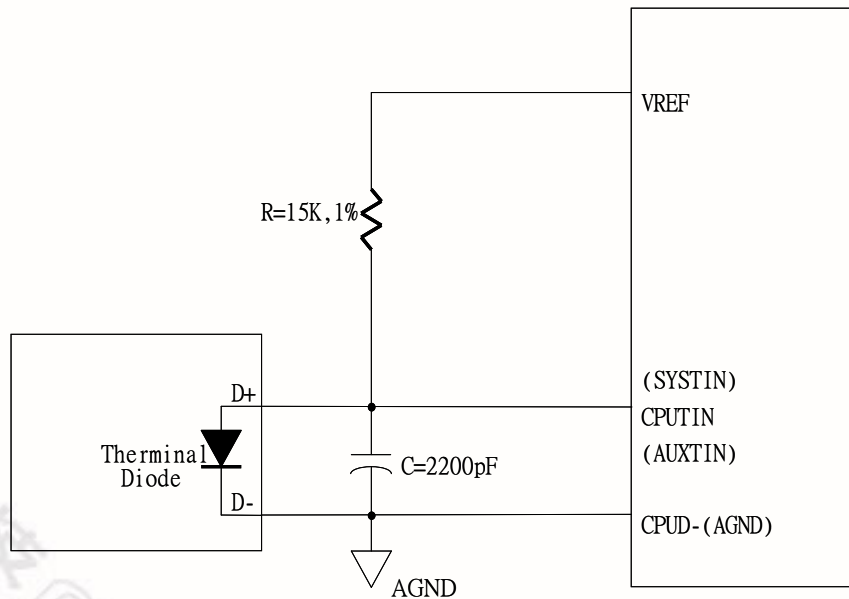 VREF
R=15K,1%
(SYSTIN)
D+
CPUTIN
(AUXTIN)
Therminal
Diode
C=2200pF
D-
CPUD-(AGND)
AGND